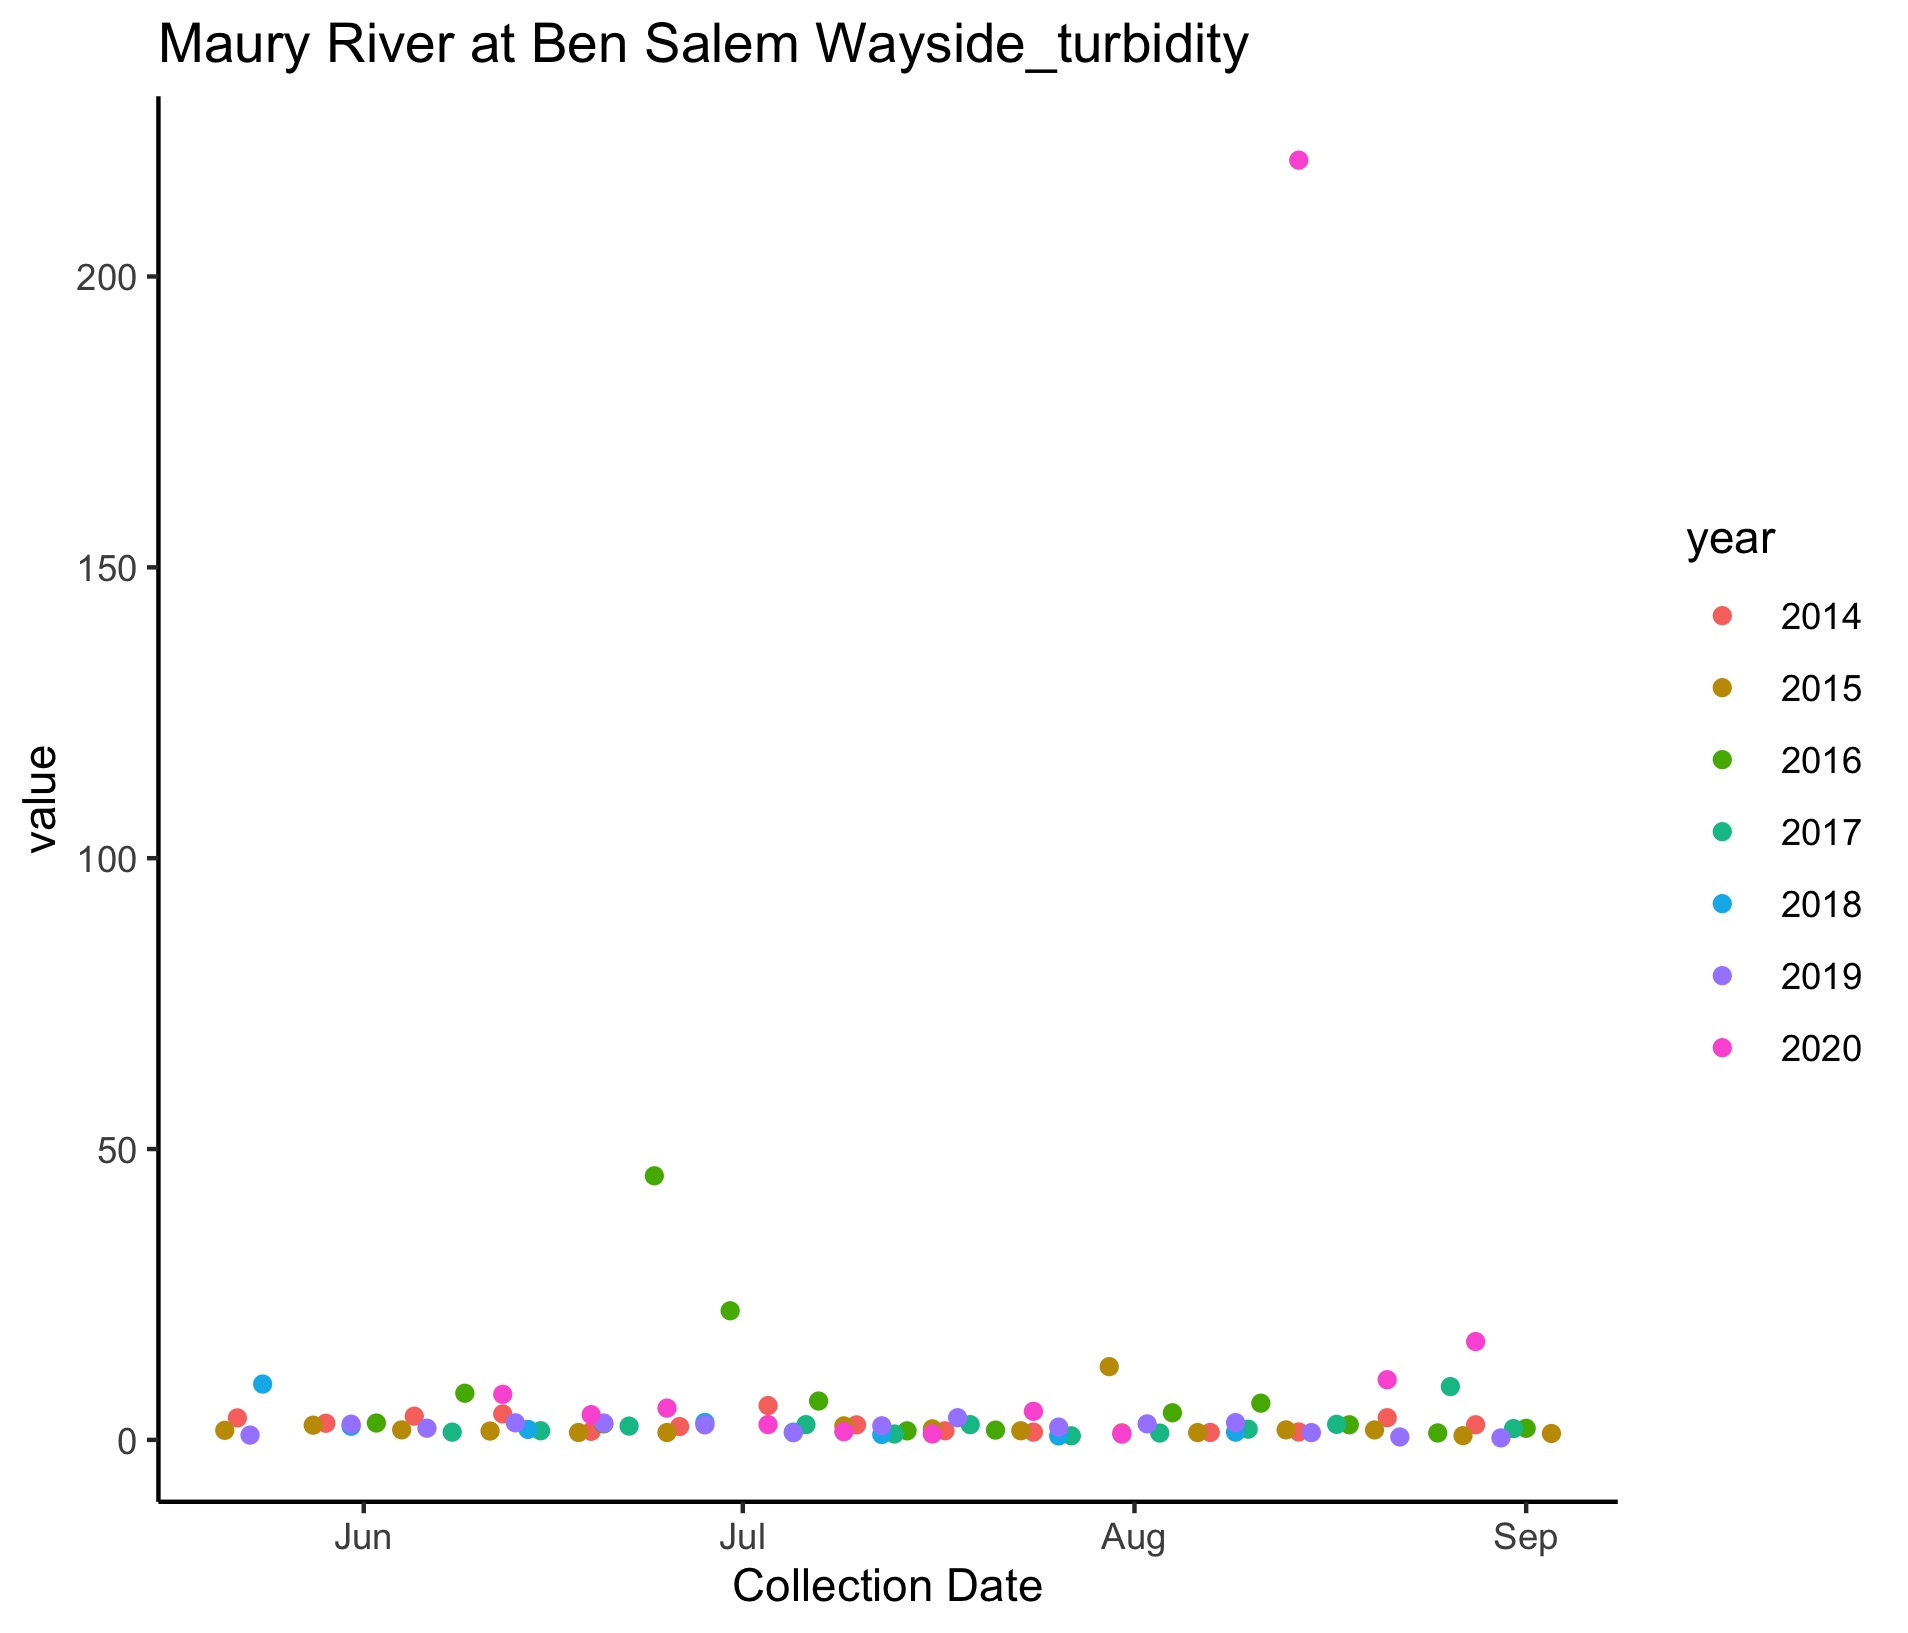 Maury River at Ben Salem Wayside_turbidity
value
200
150
100
50
0
Jun
Jul
Aug
Sep
Collection Date
year
2014
2015
2016
2017
2018
2019
2020